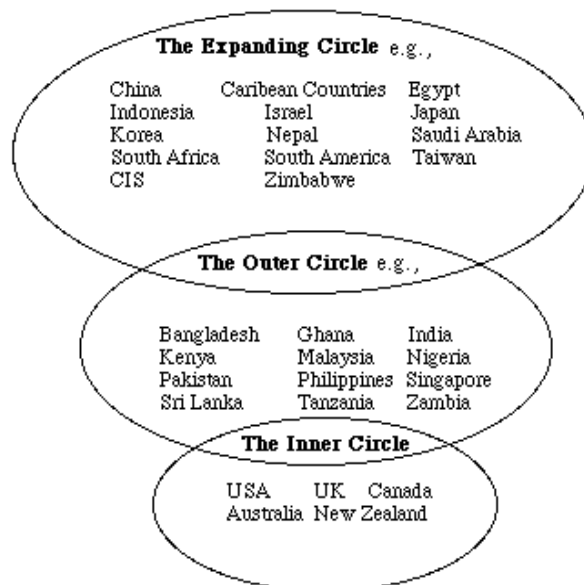 The Expanding Circle e.g.,
China Caribean Countries Egypt
Indonesia Israel Japan
Korea Nepal Saudi Arabia
South Africa South America Taiwan
CIS Zimbabwe
The Outer Circle e.g.,
Bangladesh Ghana India
Kenya Malaysia Nigeria
Pakistan Philippines Singapore
Sri Lanka Tanzania Zambia
The Inner Circle
USA UK Canada
Australia New Zealand